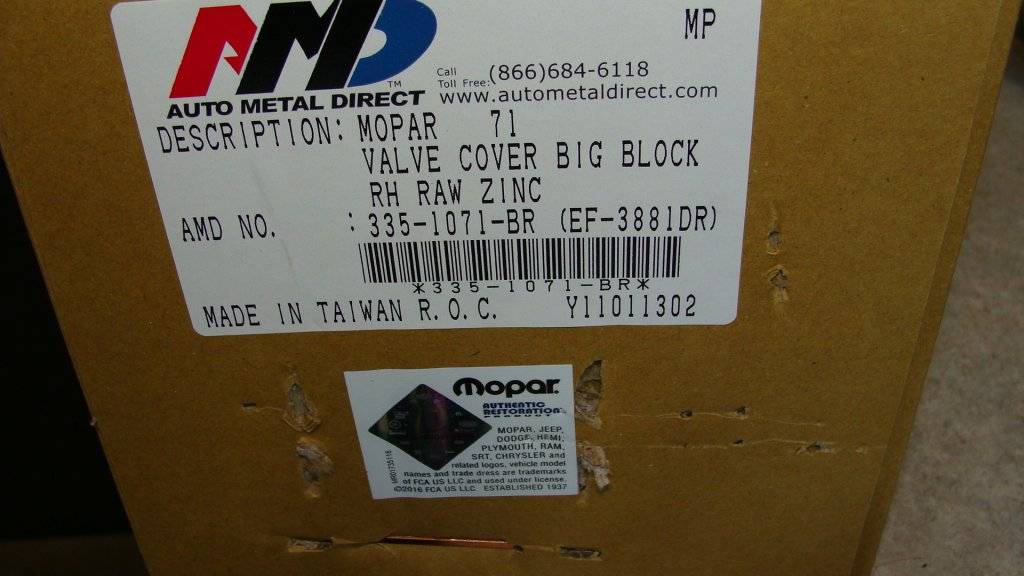 MP
AMD™
AUTO METAL DIRECT
Call Toll Free: (866)684-6118
www.autometaldirect.com
DESCRIPTION: MOPAR 71
VALVE COVER BIG BLOCK
RH RAW ZINC
AMD NO. : 335-1071-BR (EF-3881DR)
*335-1071-BR*
MADE IN TAIWAN R.O.C. Y11011302
Mopar
AUTHENTIC
RESTORATION
MOPAR, JEEP,
DODGE, HEMI,
PLYMOUTH, RAM,
SRT, CHRYSLER and
related logos, vehicle model
names and trade dress are trademarks
of FCA US LLC and used under license.
©2016 FCA US LLC ESTABLISHED 1937